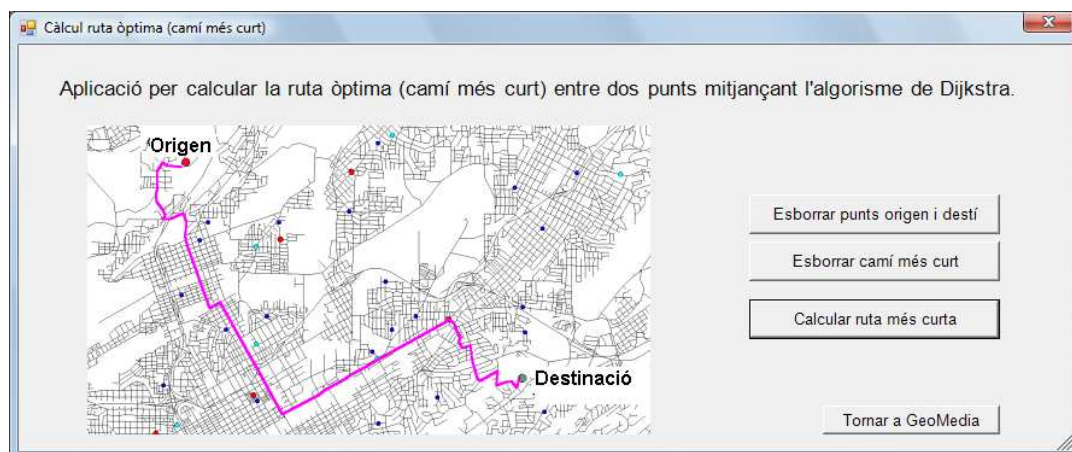 Càlcul ruta òptima (camí més curt)
Aplicació per calcular la ruta òptima (camí més curt) entre dos punts mitjançant l'algorisme de Dijkstra.
Origen
Destinació
Esborrar punts origen i destí
Esborrar camí més curt
Calcular ruta més curta
Tornar a GeoMedia